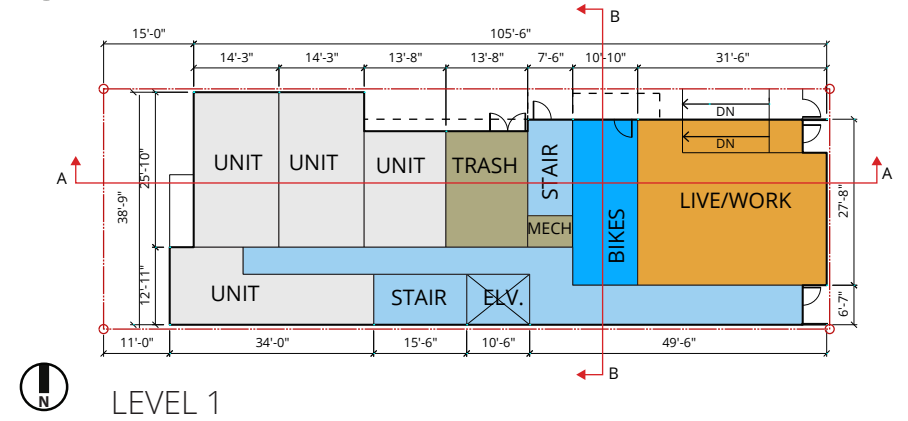 B
15'-0"
105'-6"
14'-3"
14'-3"
13'-8"
13'-8"
7'-6"
10'-10"
31'-6"
DN
DN
UNIT
UNIT
UNIT
TRASH
STAIR
LIVE/WORK
A
A
25'-10"
38'-9"
27'-8"
MECH
BIKES
12'-11"
UNIT
STAIR
ELV.
6'-7"
11'-0"
34'-0"
15'-6"
10'-6"
49'-6"
B
N
LEVEL 1